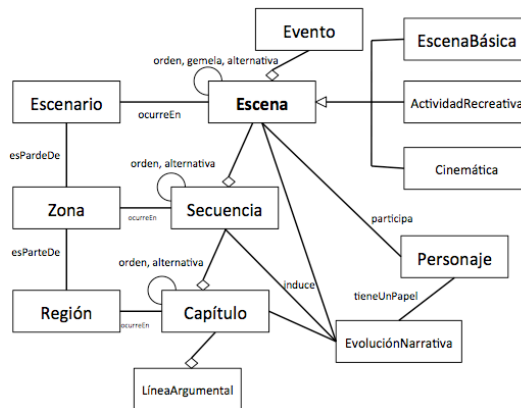 Evento
EscenaBásica
orden, gemela, alternativa
Escenario
Escena
ActividadRecreativa
ocurreEn
esPardeDe
orden, alternativa
Cinemática
Zona
ocurreEn
Secuencia
participa
esParteDe
Personaje
orden, alternativa
induce
tieneUnPapel
Región
ocurreEn
Capítulo
EvoluciónNarrativa
LíneaArgumental